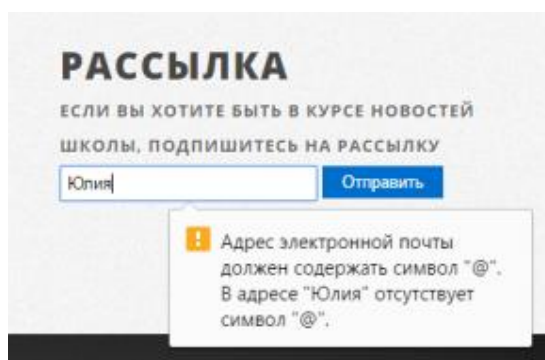 РАССЫЛКА
ЕСЛИ ВЫ ХОТИТЕ БЫТЬ В КУРСЕ НОВОСТЕЙ
ШКОЛЫ, ПОДПИШИТЕСЬ НА РАССЫЛКУ
Юлия Отправить
Адрес электронной почты
должен содержать символ "@".
В адресе "Юлия" отсутствует
символ "@".